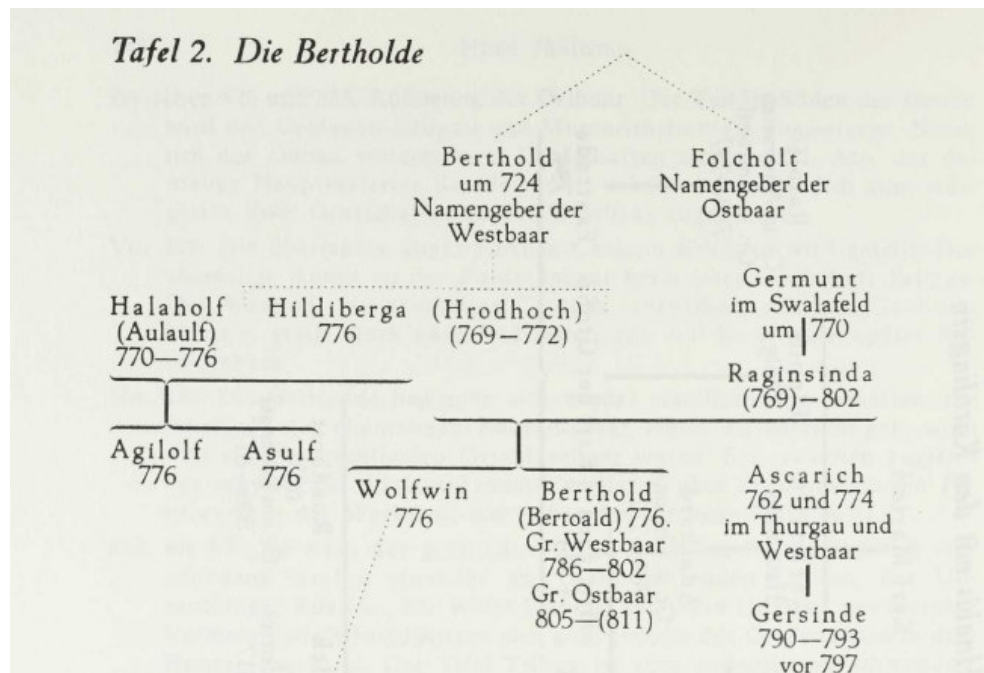 Tafel 2. Die Bertholde
Berthold
um 724
Namengeber der
Westbaar
Folcholt
Namengeber der
Ostbaar
Germunt
im Swalafeld
um 770
Halaholf
(Aulaulf)
770—776
Hildiberga
776
(Hrodhoch)
(769—772)
Raginsinda
(769)—802
Agilolf
776
Asulf
776
Wolfwin
776
Berthold
(Bertoald) 776.
Gr. Westbaar
786—802
Gr. Ostbaar
805—(811)
Ascarich
762 und 774
im Thurgau und
Westbaar
Gersinde
790—793
vor 797